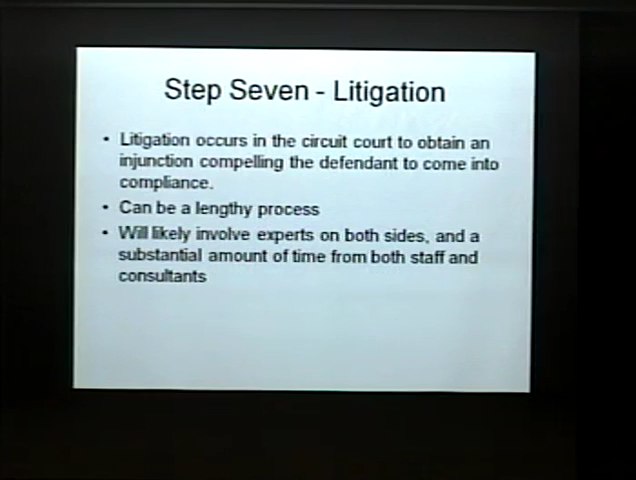 Step Seven - Litigation
• Litigation occurs in the circuit court to obtain an
injunction compelling the defendant to come into
compliance.
• Can be a lengthy process
• Will likely involve experts on both sides, and a
substantial amount of time from both staff and
consultants